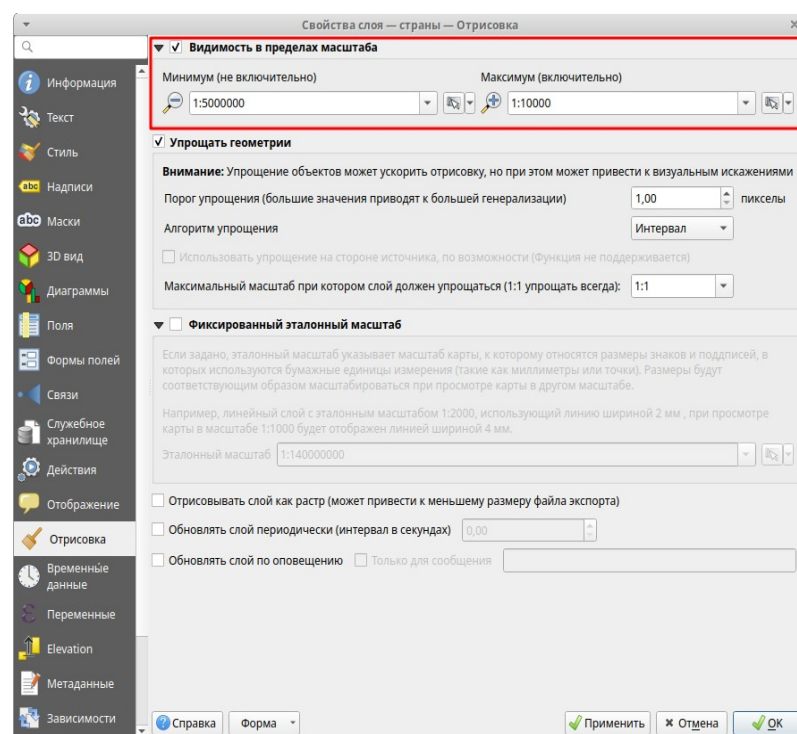 Свойства слоя — страны — Отрисовка
Информация
Текст
Стиль
abc Надписи
abc Маски
3D вид
Диаграммы
Поля
Формы полей
Связи
Служебное
хранилище
Действия
Отображение
Отрисовка
Временные
данные
Переменные
Elevation
Метаданные
Зависимости
Видимость в пределах масштаба
Минимум (не включительно) Максимум (включительно)
1:5000000 1:10000
Упрощать геометрии
Внимание: Упрощение объектов может ускорить отрисовку, но при этом может привести к визуальным искажениями
Порог упрощения (большие значения приводят к большей генерализации) 1,00 пикселы
Алгоритм упрощения Интервал
Использовать упрощение на стороне источника, по возможности (Функция не поддерживается)
Максимальный масштаб при котором слой должен упрощаться (1:1 упрощать всегда): 1:1
Фиксированный эталонный масштаб
Если задано, эталонный масштаб указывает масштаб карты, к которому относятся размеры знаков и поддписей, в
которых используются бумажные единицы измерения (такие как миллиметры или точки). Размеры будут
соответствующим образом масштабироваться при просмотре карты в другом масштабе.
Например, линейный слой с эталонным масштабом 1:2000, использующий линию шириной 2 мм , при просмотре
карты в масштабе 1:1000 будет отображен линией шириной 4 мм.
Эталонный масштаб 1:140000000
Отрисовывать слой как растр (может привести к меньшему размеру файла экспорта)
Обновлять слой периодически (интервал в секундах) 0,00
Обновлять слой по оповещению Только для сообщения
Справка Форма Применить Отмена OK